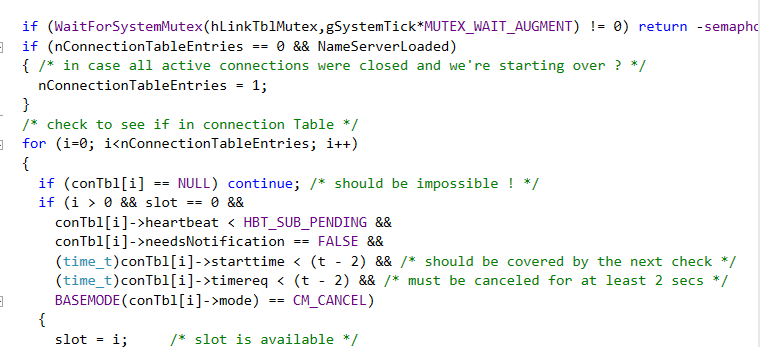 if (WaitForSystemMutex(hLinkTblMutex,gSystemTick*MUTEX_WAIT_AUGMENT) != 0) return -semapho
if (nConnectionTableEntries == 0 && NameServerLoaded)
{ /* in case all active connections were closed and we're starting over ? */
nConnectionTableEntries = 1;
}
/* check to see if in connection Table */
for (i=0; i<nConnectionTableEntries; i++)
{
if (conTbl[i] == NULL) continue; /* should be impossible ! */
if (i > 0 && slot == 0 &&
conTbl[i]->heartbeat < HBT_SUB_PENDING &&
conTbl[i]->needsNotification == FALSE &&
(time_t)conTbl[i]->starttime < (t - 2) && /* should be covered by the next check */
(time_t)conTbl[i]->timereq < (t - 2) && /* must be canceled for at least 2 secs */
BASEMODE(conTbl[i]->mode) == CM_CANCEL)
{
slot = i; /* slot is available */